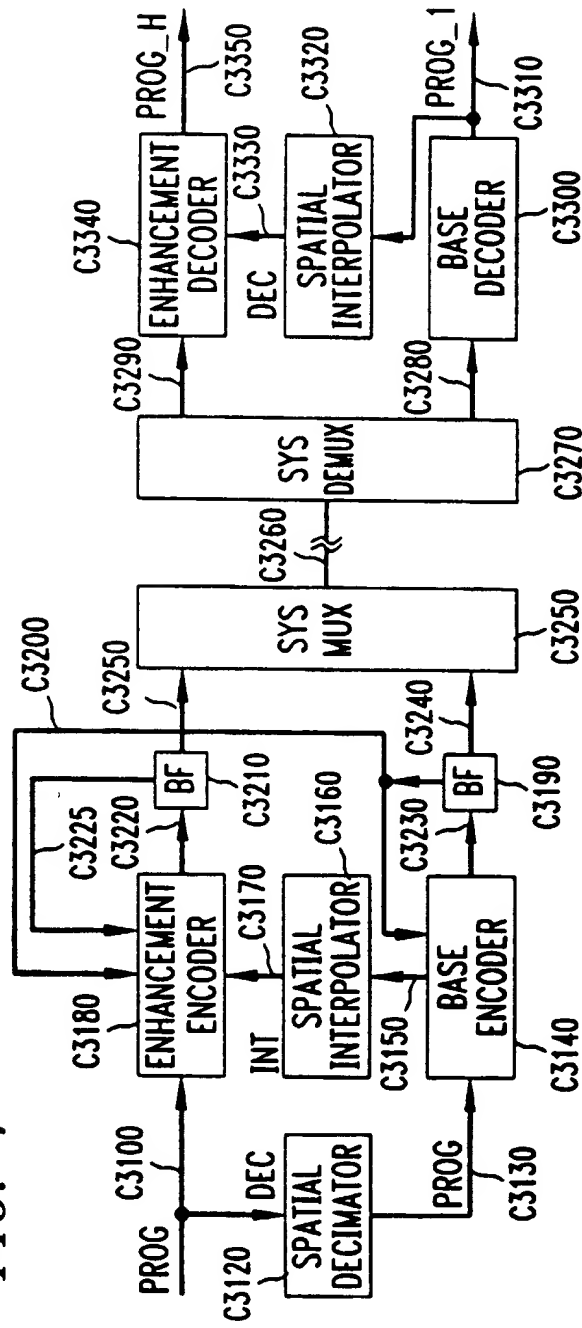 PROG
C3100
DEC
C3120
SPATIAL
DECIMATOR
PROG
C3130
C3180
ENHANCEMENT
ENCODER
INT
C3170
SPATIAL
INTERPOLATOR
C3160
C3150
BASE
ENCODER
C3140
C3225
C3220
BF
C3210
C3200
C3250
C3230
BF
C3190
C3240
SYS
MUX
C3250
C3260
SYS
DEMUX
C3270
C3290
C3280
C3340
ENHANCEMENT
DECODER
DEC
C3330
SPATIAL
INTERPOLATOR
C3320
BASE
DECODER
C3300
PROG_H
C3350
PROG_1
C3310